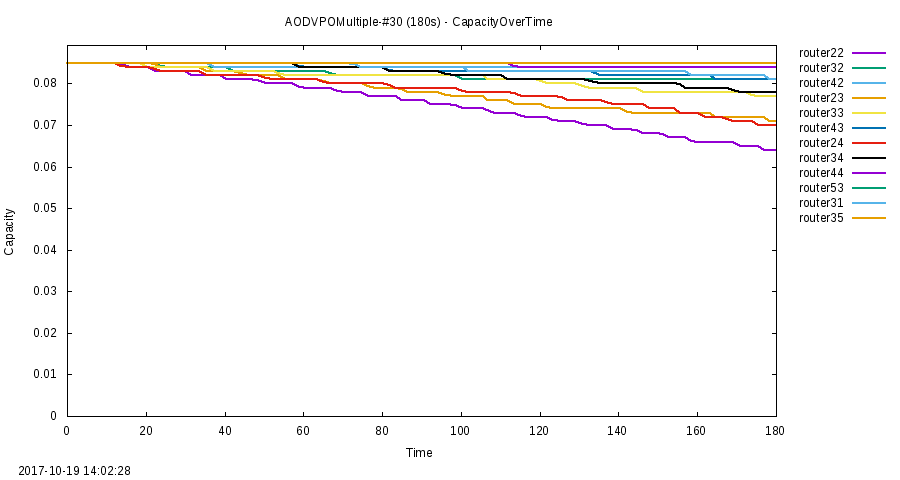 AODVPOMultiple-#30 (180s) - CapacityOverTime
router22
router32
router42
router23
router33
router43
router24
router34
router44
router53
router31
router35
0.08
0.07
0.06
0.05
0.04
0.03
0.02
0.01
0
Capacity
0 20 40 60 80 100 120 140 160 180
Time
2017-10-19 14:02:28